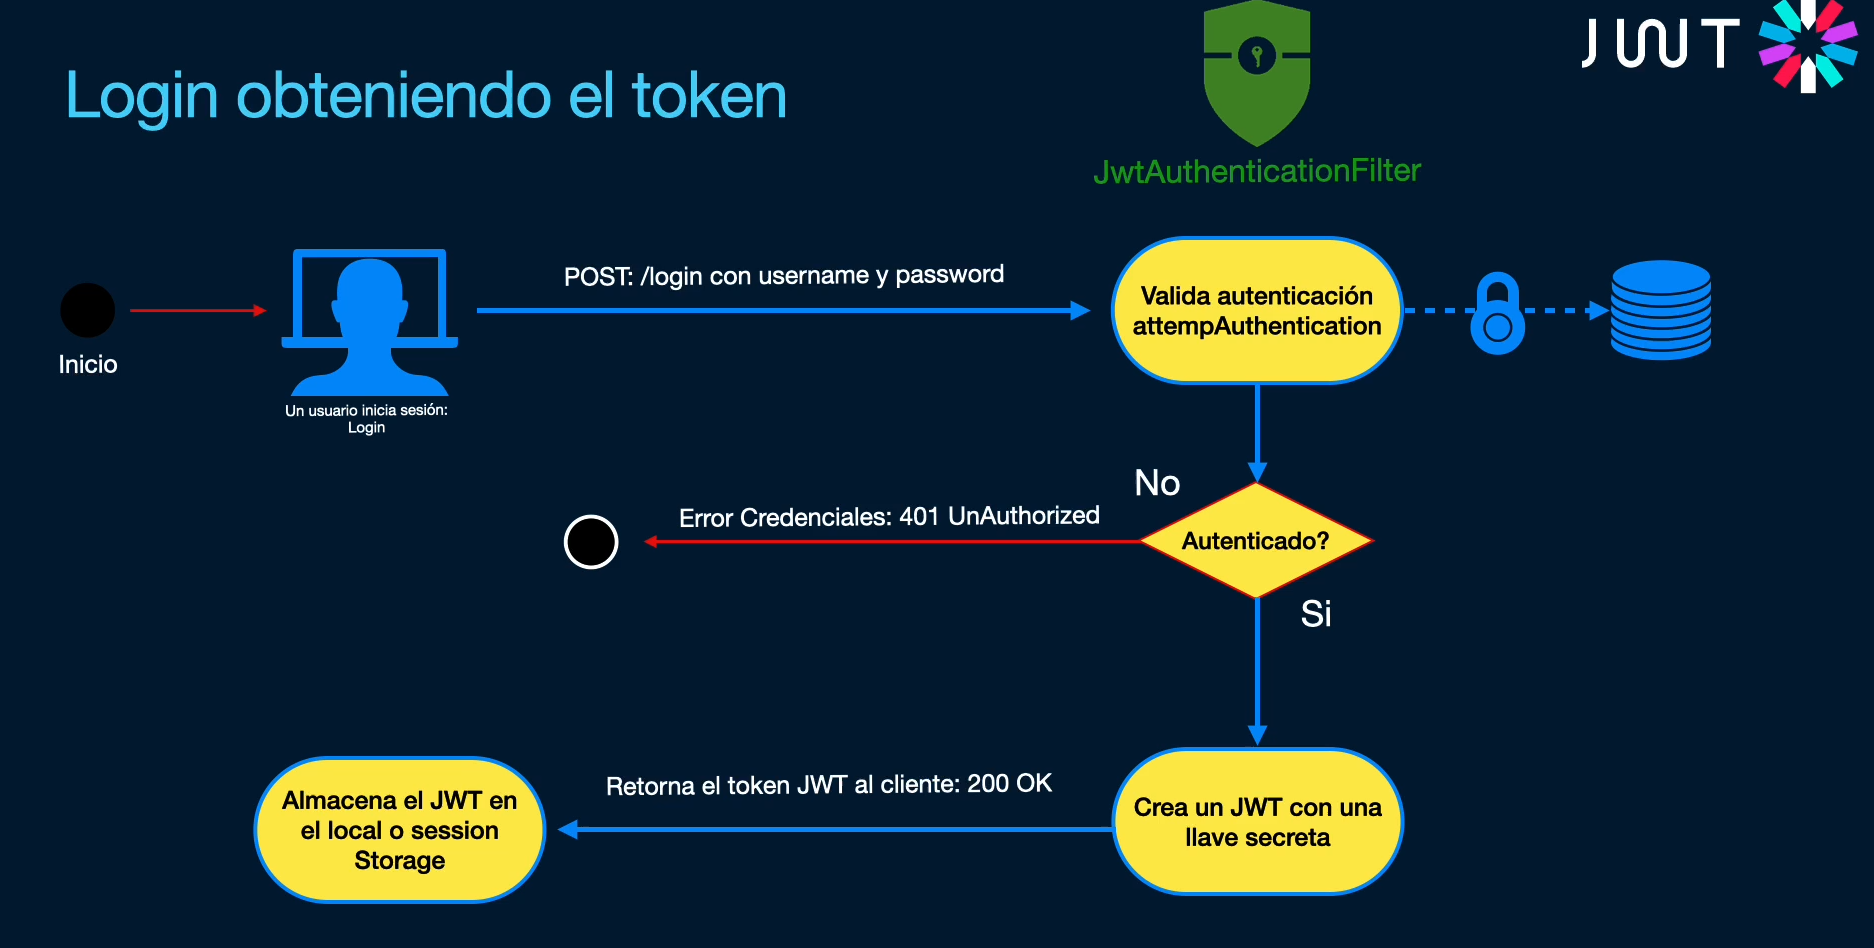 JWT
Login obteniendo el token
JwtAuthenticationFilter
POST: /login con username y password
Valida autenticación
attempAuthentication
Inicio
Un usuario inicia sesión:
Login
No
Error Credenciales: 401 UnAuthorized
Autenticado?
Si
Retorna el token JWT al cliente: 200 OK
Almacena el JWT en
el local o session
Storage
Crea un JWT con una
llave secreta